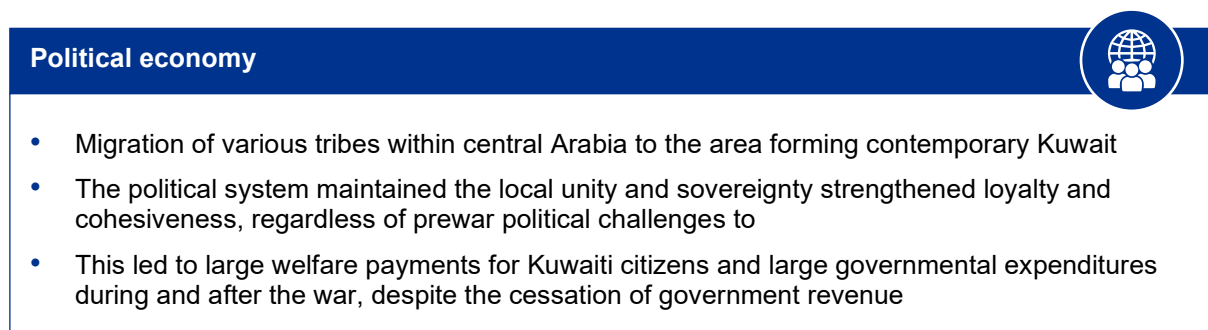 Political economy
• Migration of various tribes within central Arabia to the area forming contemporary Kuwait
• The political system maintained the local unity and sovereignty strengthened loyalty and
cohesiveness, regardless of prewar political challenges to
• This led to large welfare payments for Kuwaiti citizens and large governmental expenditures
during and after the war, despite the cessation of government revenue